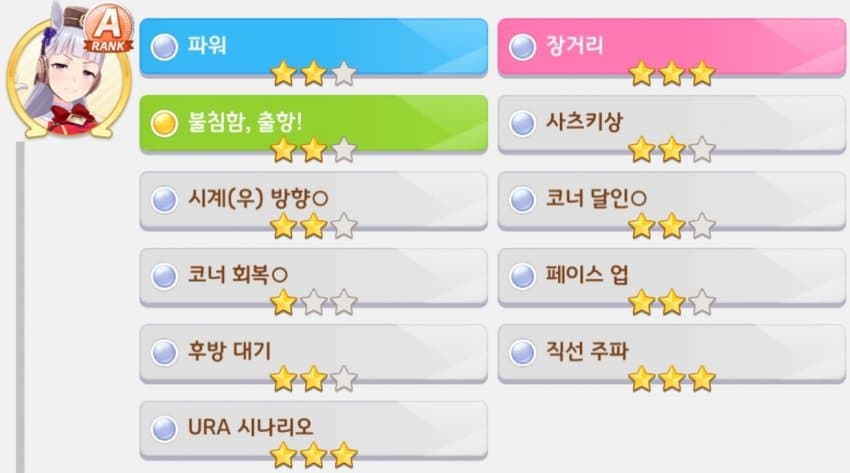 A
RANK
파워
장거리
불침함, 출항!
사츠키상
시계(우) 방향○
코너 달인○
코너 회복○
페이스 업
후방 대기
직선 주파
URA 시나리오